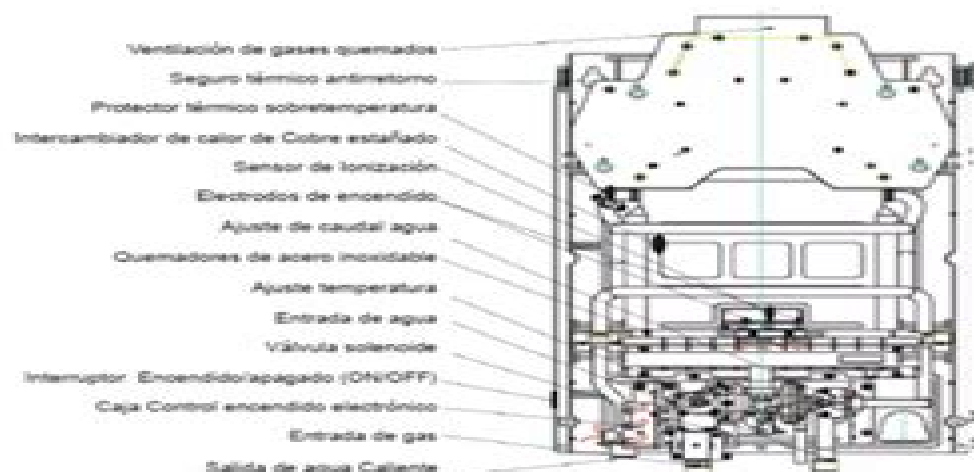 Ventilación de gases quemados
Seguro térmico antirretorno
Protector térmico sobretemperatura
Intercambiador de calor de Cobre estañado
Sensor de Ionización
Electrodos de encendido
Ajuste de caudal agua
Quemadores de acero inoxidable
Ajuste temperatura
Entrada de agua
Válvula solenoide
Interruptor Encendido/apagado (ON/OFF)
Caja Control encendido electrónico
Entrada de gas
Salida de agua Caliente